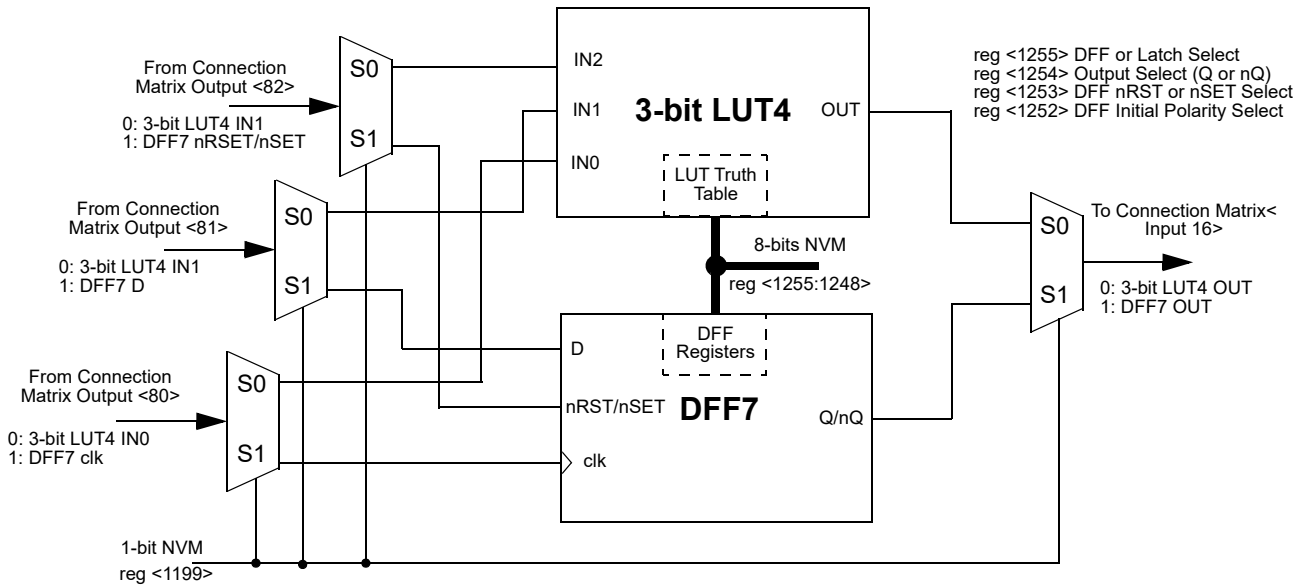 From Connection
Matrix Output <82>
0: 3-bit LUT4 IN1
1: DFF7 nRSET/nSET
S0
S1
From Connection
Matrix Output <81>
0: 3-bit LUT4 IN1
1: DFF7 D
S0
S1
From Connection
Matrix Output <80>
0: 3-bit LUT4 IN0
1: DFF7 clk
S0
S1
1-bit NVM
reg <1199>
IN2
IN1
IN0
3-bit LUT4
OUT
LUT Truth
Table
8-bits NVM
reg <1255:1248>
DFF
Registers
D
nRST/nSET
clk
DFF7
Q/nQ
reg <1255> DFF or Latch Select
reg <1254> Output Select (Q or nQ)
reg <1253> DFF nRST or nSET Select
reg <1252> DFF Initial Polarity Select
S0
S1
To Connection Matrix<
Input 16>
0: 3-bit LUT4 OUT
1: DFF7 OUT